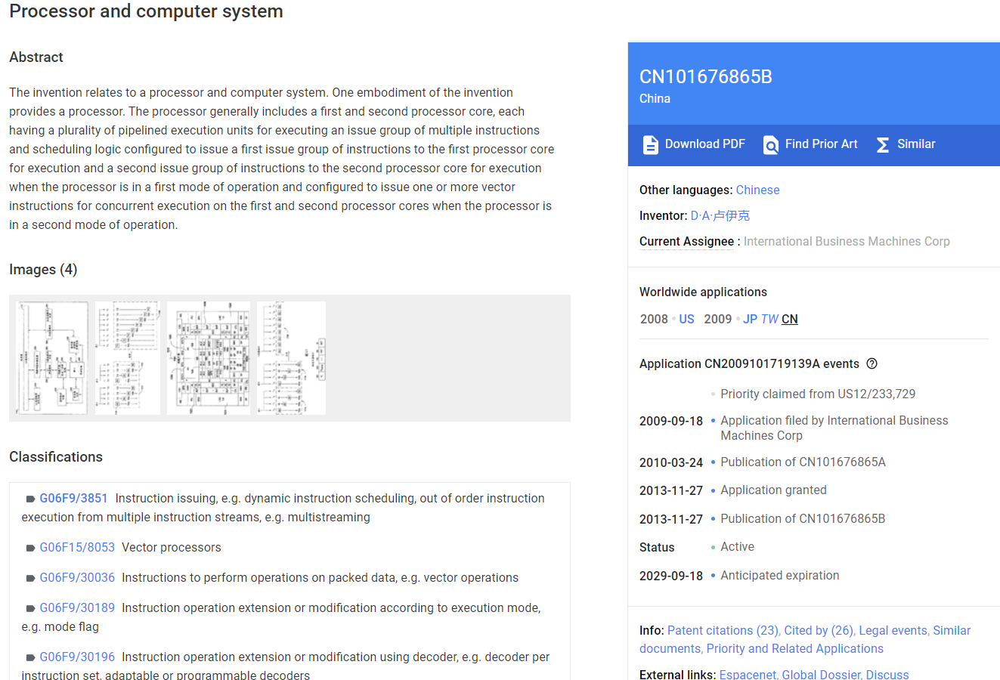 Processor and computer system
Abstract
The invention relates to a processor and computer system. One embodiment of the invention
provides a processor. The processor generally includes a first and second processor core, each
having a plurality of pipelined execution units for executing an issue group of multiple instructions
and scheduling logic configured to issue a first issue group of instructions to the first processor core
for execution and a second issue group of instructions to the second processor core for execution
when the processor is in a first mode of operation and configured to issue one or more vector
instructions for concurrent execution on the first and second processor cores when the processor is
in a second mode of operation.
Images (4)
Classifications
G06F9/3851 Instruction issuing, e.g. dynamic instruction scheduling, out of order instruction
execution from multiple instruction streams, e.g. multistreaming
G06F15/8053 Vector processors
G06F9/30036 Instructions to perform operations on packed data, e.g. vector operations
G06F9/30189 Instruction operation extension or modification according to execution mode,
e.g. mode flag
G06F9/30196 Instruction operation extension or modification using decoder, e.g. decoder per
instruction set, adaptable or programmable decoders
CN101676865B
China
Download PDF Find Prior Art Similar
Other languages: Chinese
Inventor: D·A·卢伊克
Current Assignee : International Business Machines Corp
Worldwide applications
2008 • US 2009 • JP TW CN
Application CN2009101719139A events
• Priority claimed from US12/233,729
2009-09-18 • Application filed by International Business
Machines Corp
2010-03-24 • Publication of CN101676865A
2013-11-27 • Application granted
2013-11-27 • Publication of CN101676865B
Status • Active
2029-09-18 • Anticipated expiration
Info: Patent citations (23), Cited by (26), Legal events, Similar
documents, Priority and Related Applications
External links: Espacenet, Global Dossier, Discuss